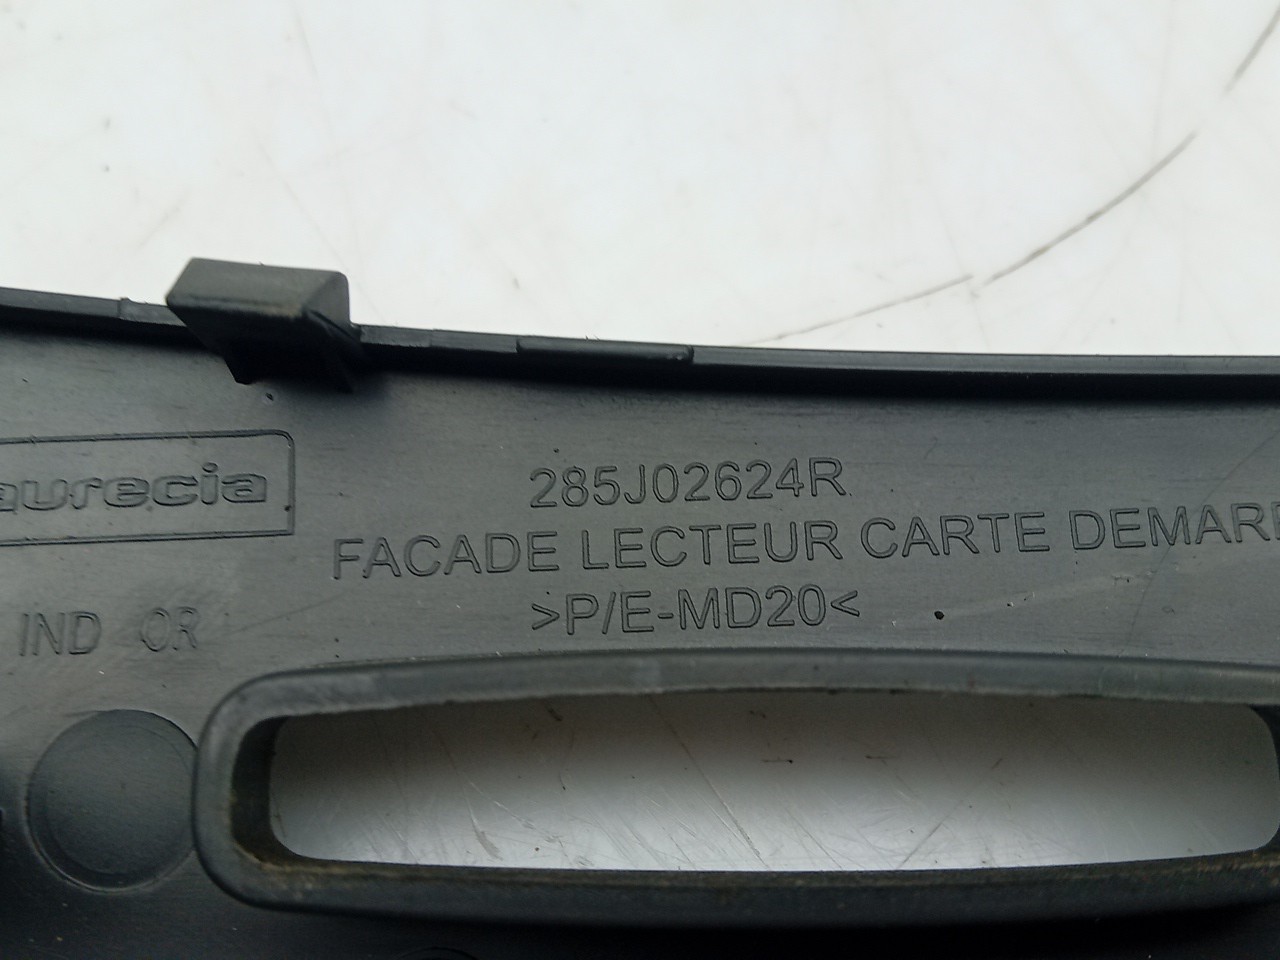 aurecia
285J02624R
FACADE LECTEUR CARTE DEMAR
>P/E-MD20<
IND OR